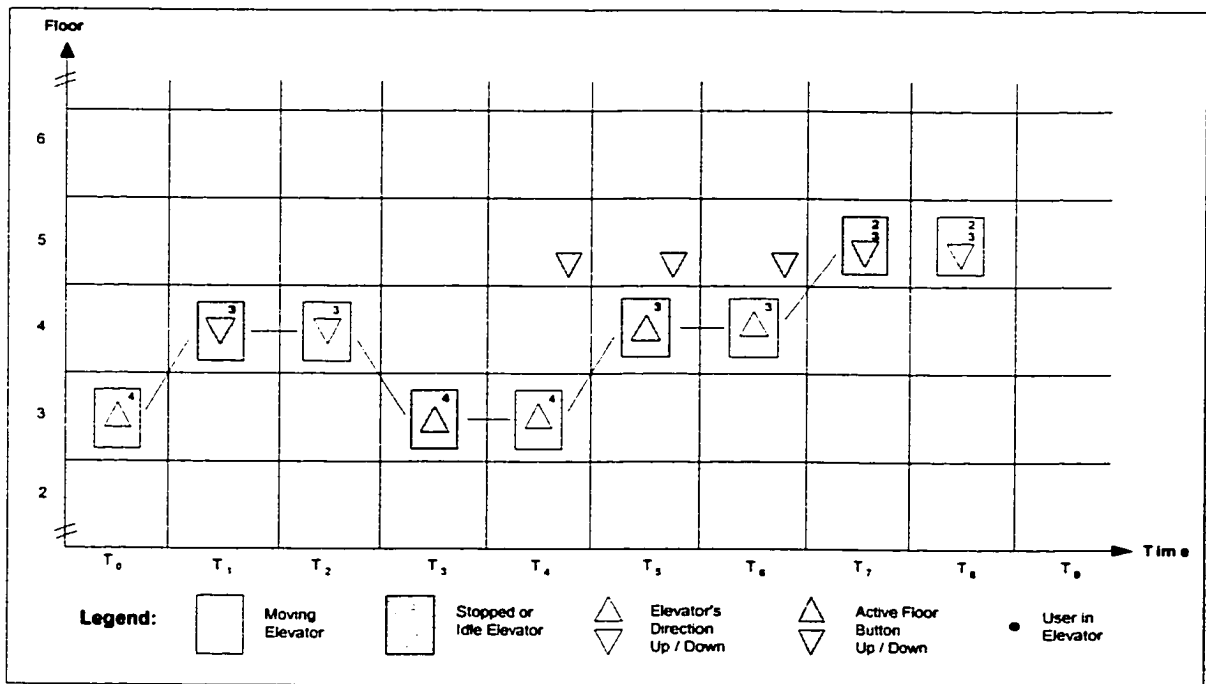 Floor
6
5
4
3
2
2
3
2
3
3
3
3
3
4
4
4
T₀ T₁ T₂ T₃ T₄ T₅ T₆ T₇ T₈ T₉
Time
Legend:
Moving
Elevator
Stopped or
Idle Elevator
Elevator's
Direction
Up / Down
Active Floor
Button
Up / Down
User in
Elevator